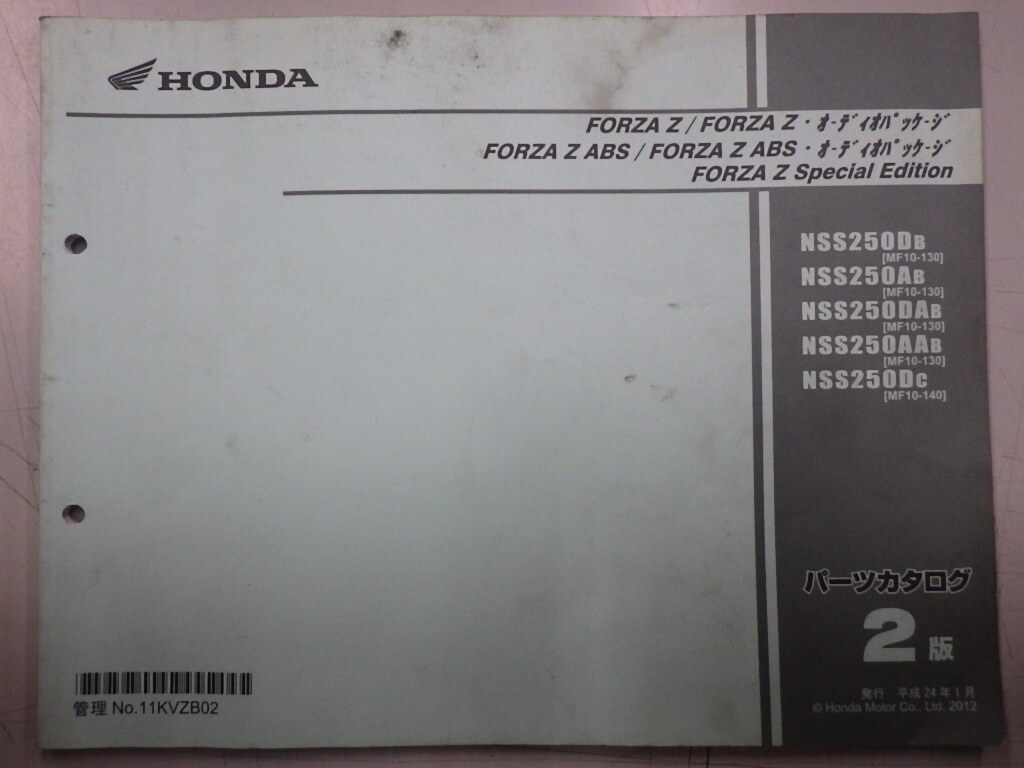 HONDA
FORZA Z / FORZA Z・ｵｰﾃﾞｨｵﾊﾟｯｹｰｼﾞ
FORZA Z ABS / FORZA Z ABS・ｵｰﾃﾞｨｵﾊﾟｯｹｰｼﾞ
FORZA Z Special Edition
NSS250DB
[MF10-130]
NSS250AB
[MF10-130]
NSS250DAB
[MF10-130]
NSS250AAB
[MF10-130]
NSS250DC
[MF10-140]
パーツカタログ
2版
発行 平成24年1月
© Honda Motor Co., Ltd. 2012
管理 No.11KVZB02